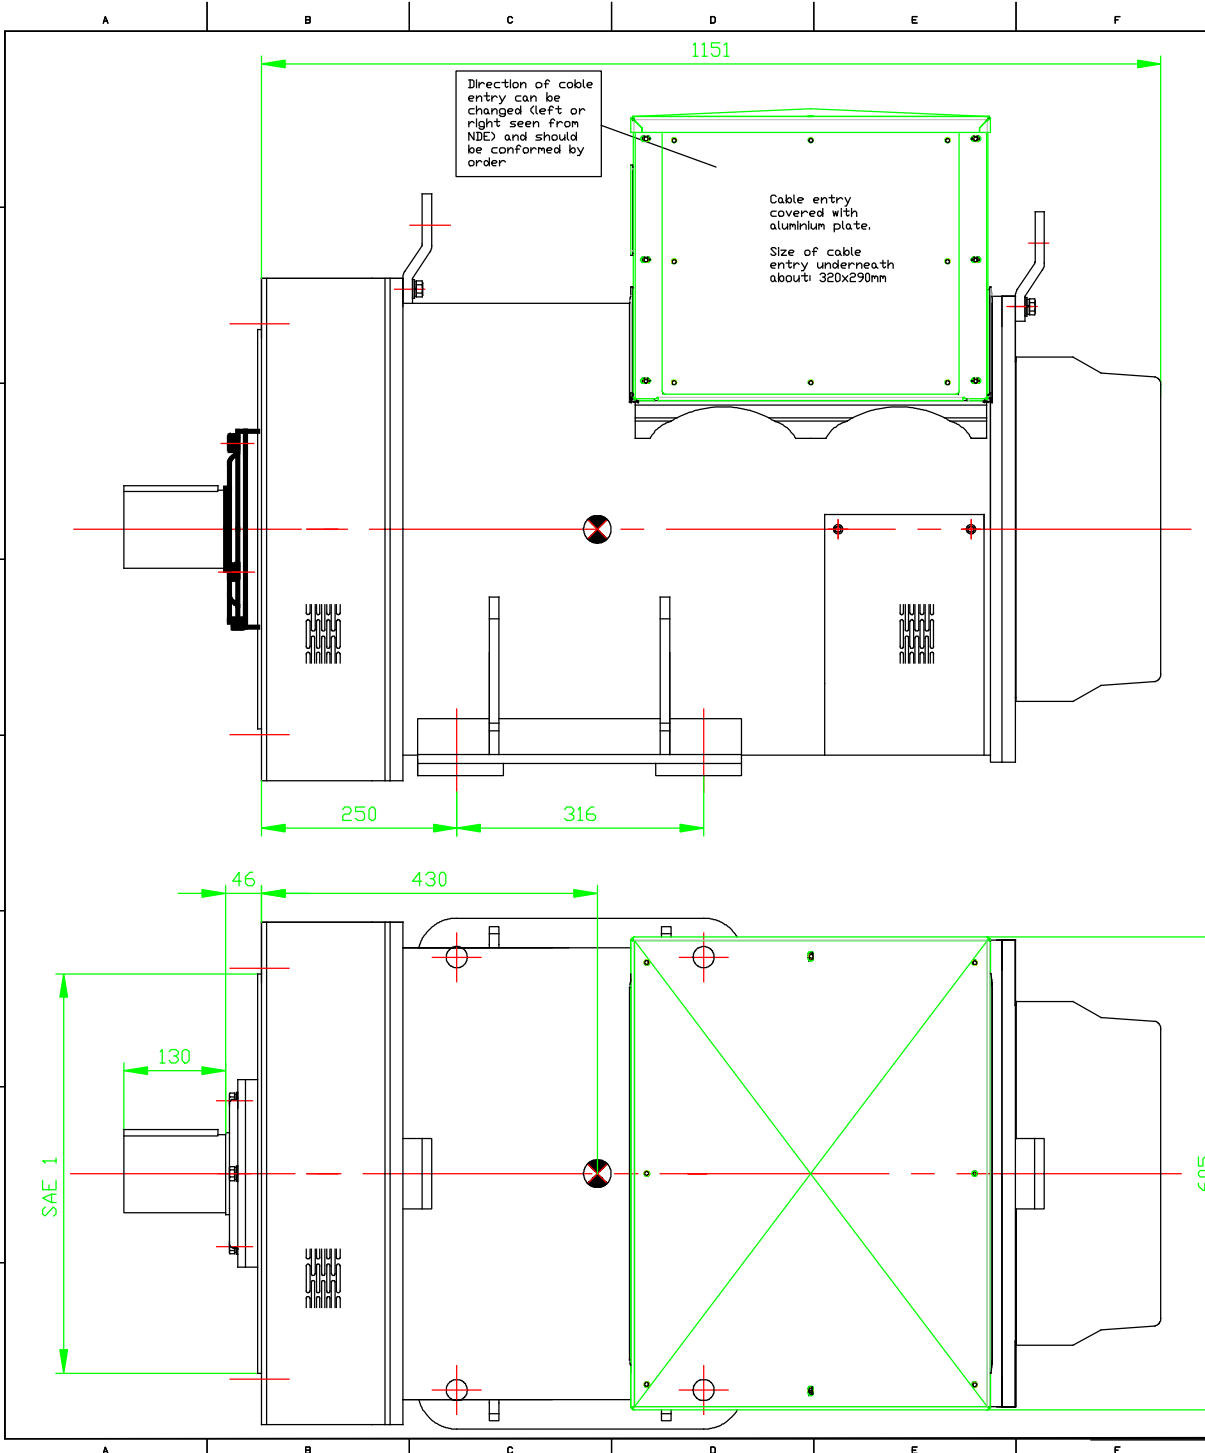 A B C D E F
1151
Direction of coble
entry can be
changed (left or
right seen from
NDE) and should
be conformed by
order
Cable entry
covered with
aluminium plate.
Size of cable
entry underneath
about: 320x290mm
250
316
46
430
130
SAE 1
A B C D E F